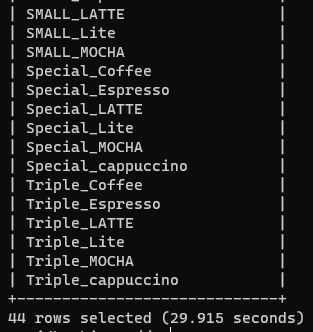 | SMALL_LATTE |
| SMALL_Lite |
| SMALL_MOCHA |
| Special_Coffee |
| Special_Espresso |
| Special_LATTE |
| Special_Lite |
| Special_MOCHA |
| Special_cappuccino |
| Triple_Coffee |
| Triple_Espresso |
| Triple_LATTE |
| Triple_Lite |
| Triple_MOCHA |
| Triple_cappuccino |
+----------------------------+
44 rows selected (29.915 seconds)